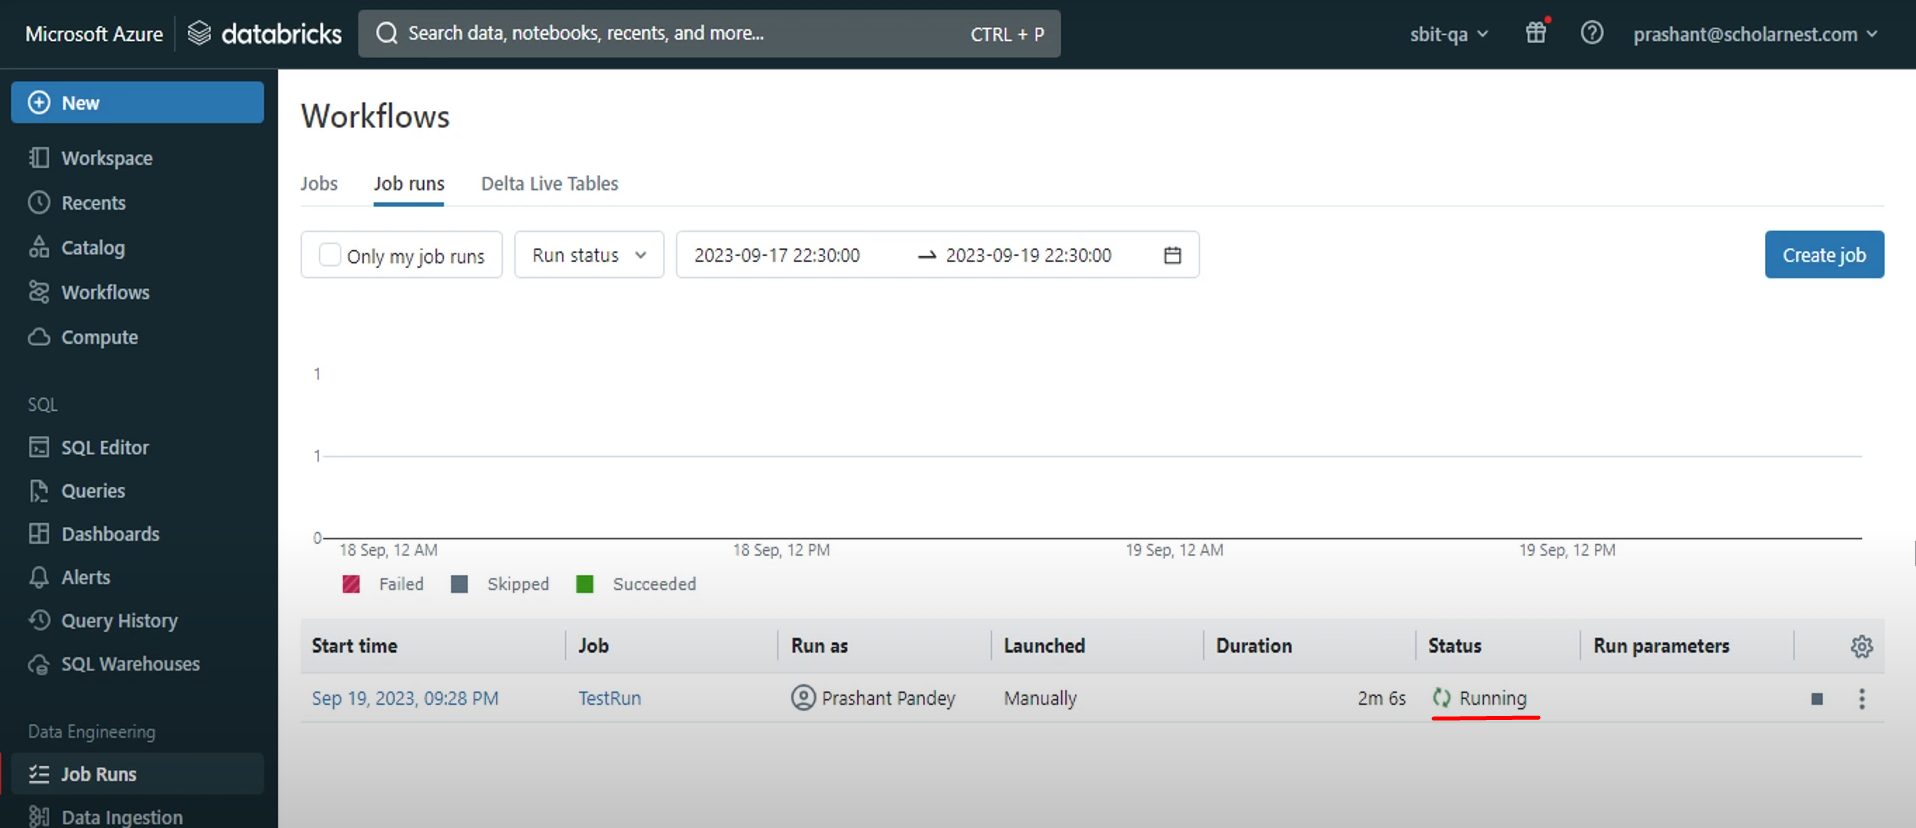 Microsoft Azure databricks Search data, notebooks, recents, and more... CTRL + P sbit-qa prashant@scholarnest.com
New
Workspace
Recents
Catalog
Workflows
Compute
SQL
SQL Editor
Queries
Dashboards
Alerts
Query History
SQL Warehouses
Data Engineering
Job Runs
Data Ingestion
Workflows
Jobs Job runs Delta Live Tables
Only my job runs Run status 2023-09-17 22:30:00 → 2023-09-19 22:30:00 Create job
1
1
0
18 Sep, 12 AM 18 Sep, 12 PM 19 Sep, 12 AM 19 Sep, 12 PM
Failed Skipped Succeeded
Start time Job Run as Launched Duration Status Run parameters
Sep 19, 2023, 09:28 PM TestRun Prashant Pandey Manually 2m 6s Running